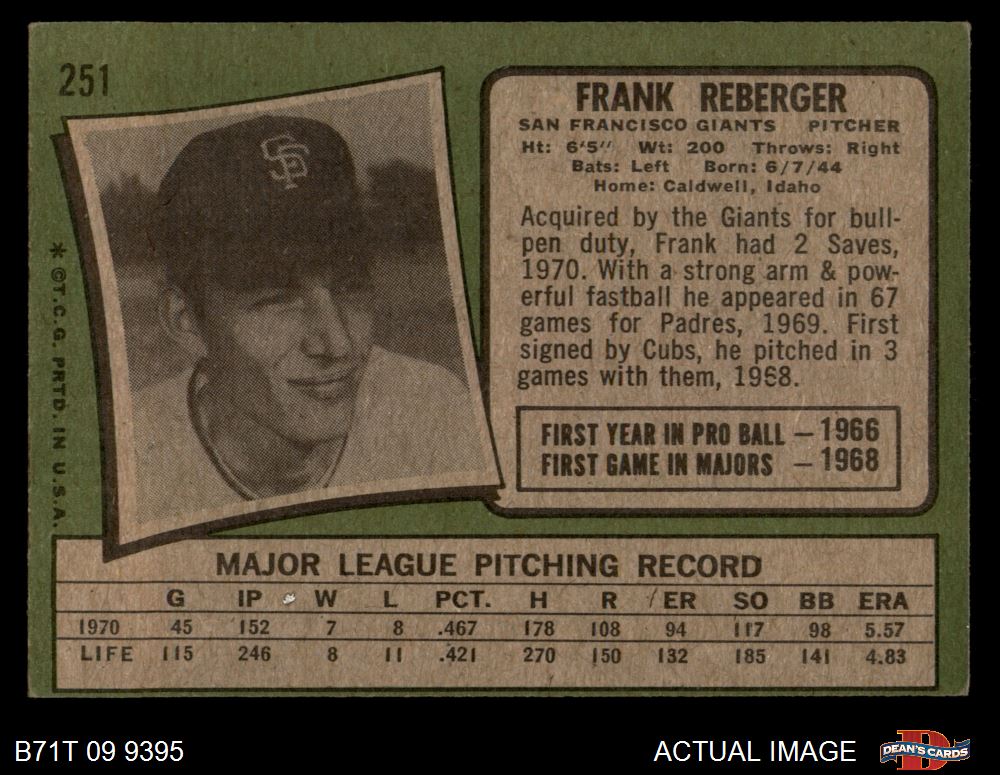 251
FRANK REBERGER
SAN FRANCISCO GIANTS PITCHER
Ht: 6'5" Wt: 200 Throws: Right
Bats: Left Born: 6/7/44
Home: Caldwell, Idaho
Acquired by the Giants for bull-
pen duty, Frank had 2 Saves,
1970. With a strong arm & pow-
erful fastball he appeared in 67
games for Padres, 1969. First
signed by Cubs, he pitched in 3
games with them, 1968.
FIRST YEAR IN PRO BALL — 1966
FIRST GAME IN MAJORS — 1968
SF
* ©T.C.G. PRTD. IN U.S.A.
MAJOR LEAGUE PITCHING RECORD
G IP W L PCT. H R ER SO BB ERA
1970 45 152 7 8 .467 178 108 94 117 98 5.57
LIFE 115 246 8 11 .421 270 150 132 185 141 4.83
B71T 09 9395
ACTUAL IMAGE
D
DEAN'S CARDS